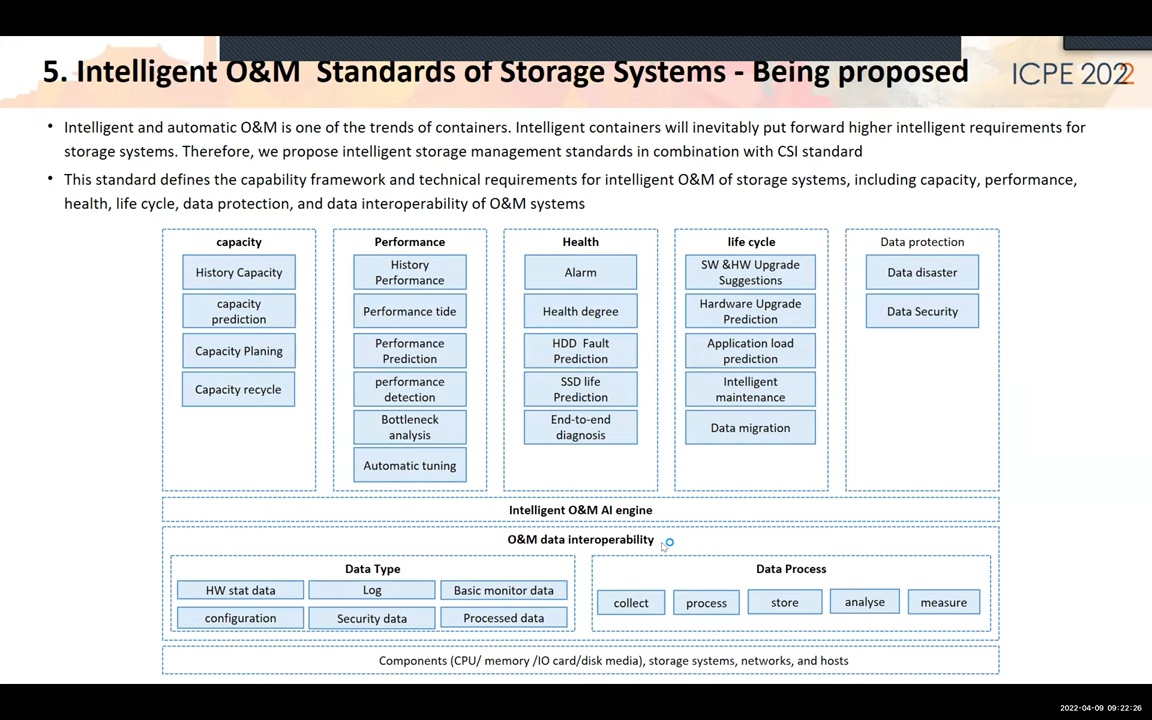 5. Intelligent O&M Standards of Storage Systems - Being proposed
ICPE 2022
• Intelligent and automatic O&M is one of the trends of containers. Intelligent containers will inevitably put forward higher intelligent requirements for
storage systems. Therefore, we propose intelligent storage management standards in combination with CSI standard
• This standard defines the capability framework and technical requirements for intelligent O&M of storage systems, including capacity, performance,
health, life cycle, data protection, and data interoperability of O&M systems
capacity
History Capacity
capacity
prediction
Capacity Planing
Capacity recycle
Performance
History
Performance
Performance tide
Performance
Prediction
performance
detection
Bottleneck
analysis
Automatic tuning
Health
Alarm
Health degree
HDD Fault
Prediction
SSD life
Prediction
End-to-end
diagnosis
life cycle
SW &HW Upgrade
Suggestions
Hardware Upgrade
Prediction
Application load
prediction
Intelligent
maintenance
Data migration
Data protection
Data disaster
Data Security
Intelligent O&M AI engine
O&M data interoperability
Data Type
HW stat data
Log
Basic monitor data
configuration
Security data
Processed data
Data Process
collect
process
store
analyse
measure
Components (CPU/ memory /IO card/disk media), storage systems, networks, and hosts
2022-04-09 09:22:26